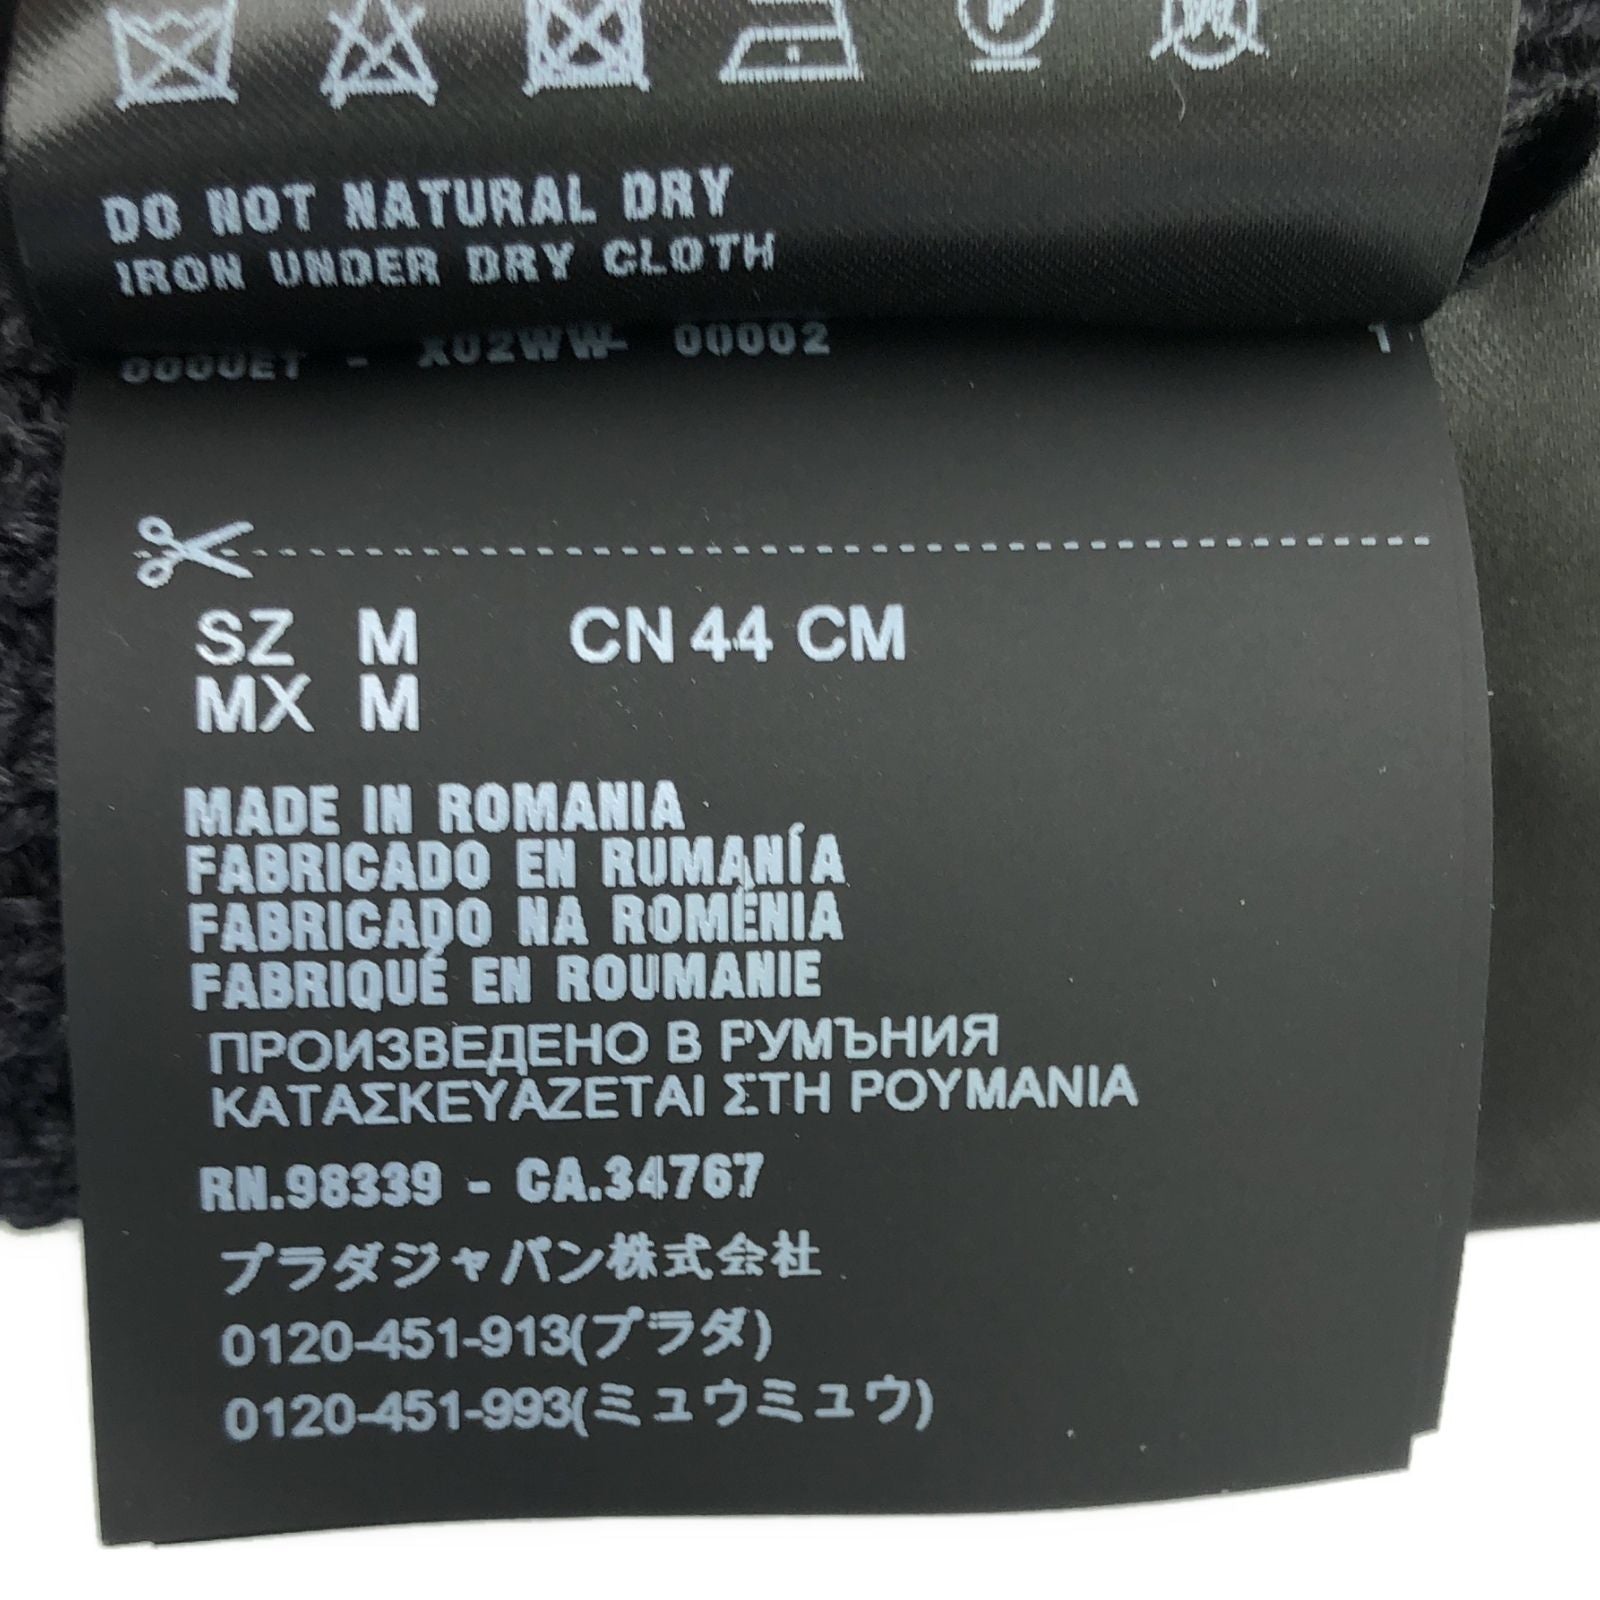 DO NOT NATURAL DRY
IRON UNDER DRY CLOTH
X02WW- 00002 1
SZ M CN 44 CM
MX M
MADE IN ROMANIA
FABRICADO EN RUMANÍA
FABRICADO NA ROMÉNIA
FABRIQUÉ EN ROUMANIE
ПРОИЗВЕДЕНО В РУМЪНИЯ
ΚΑΤΑΣΚΕΥΑΖΕΤΑΙ ΣΤΗ ΡΟΥΜΑΝΙΑ
RN.98339 - CA.34767
プラダジャパン株式会社
0120-451-913(プラダ)
0120-451-993(ミュウミュウ)